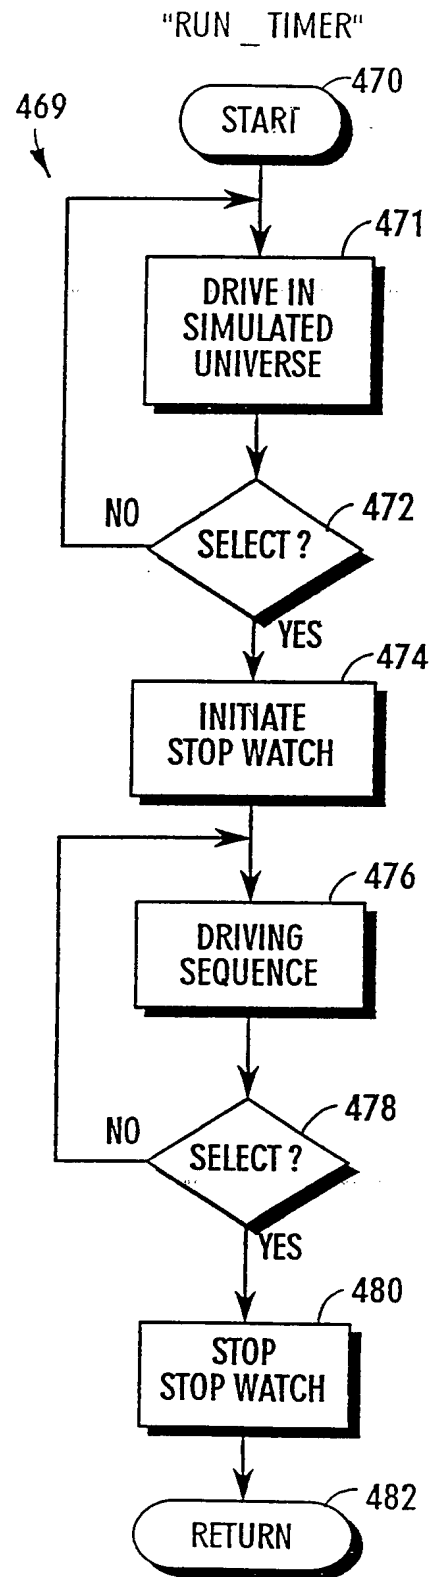 "RUN _ TIMER"
470
START
469
471
DRIVE IN
SIMULATED
UNIVERSE
472
NO
SELECT ?
YES
474
INITIATE
STOP WATCH
476
DRIVING
SEQUENCE
478
NO
SELECT ?
YES
480
STOP
STOP WATCH
482
RETURN